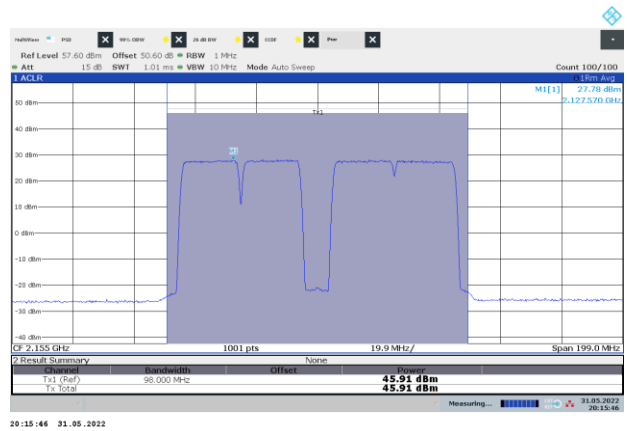 MultiView PSD 99% OBW 26 dB BW CCDF Pwr
Ref Level 57.60 dBm Offset 50.60 dB RBW 1 MHz
Att 15 dB SWT 1.01 ms VBW 10 MHz Mode Auto Sweep Count 100/100
1 ACLR 1Rm Avg
M1[1] 27.78 dBm
2.127570 GHz
50 dBm
Tx1
40 dBm
30 dBm
M1
20 dBm
10 dBm
0 dBm
-10 dBm
-20 dBm
-30 dBm
-40 dBm
CF 2.155 GHz 1001 pts 19.9 MHz/ Span 199.0 MHz
2 Result Summary None
Channel Bandwidth Offset Power
Tx1 (Ref) 98.000 MHz 45.91 dBm
Tx Total 45.91 dBm
Measuring... 31.05.2022
20:15:46
20:15:46 31.05.2022